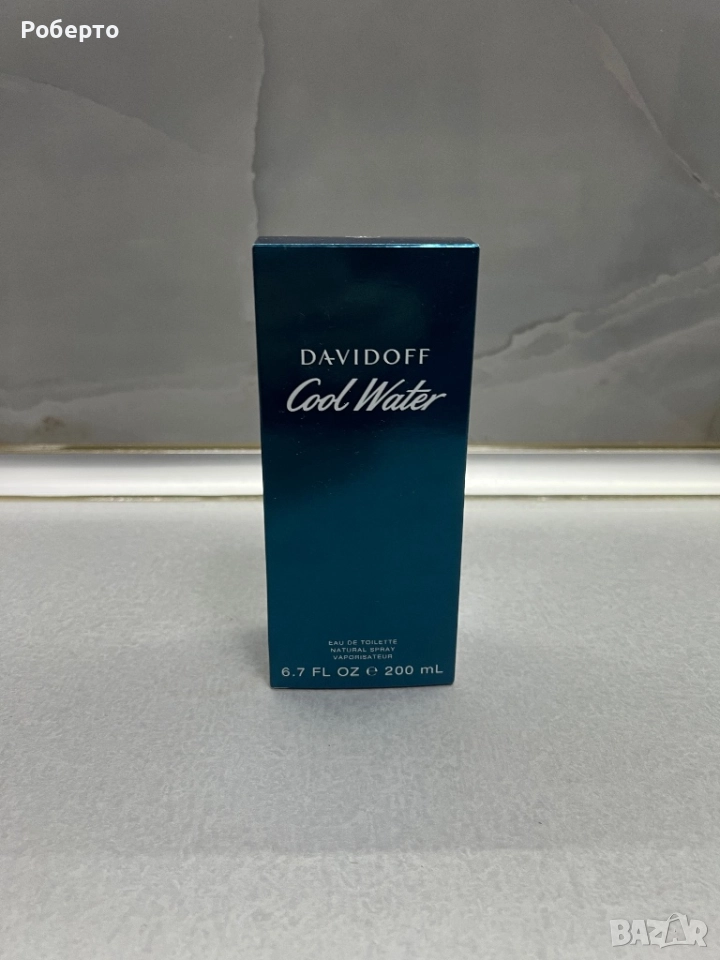 Роберто
DAVIDOFF
Cool Water
EAU DE TOILETTE
NATURAL SPRAY
VAPORISATEUR
6.7 FL OZ ℮ 200 mL
BAZAR